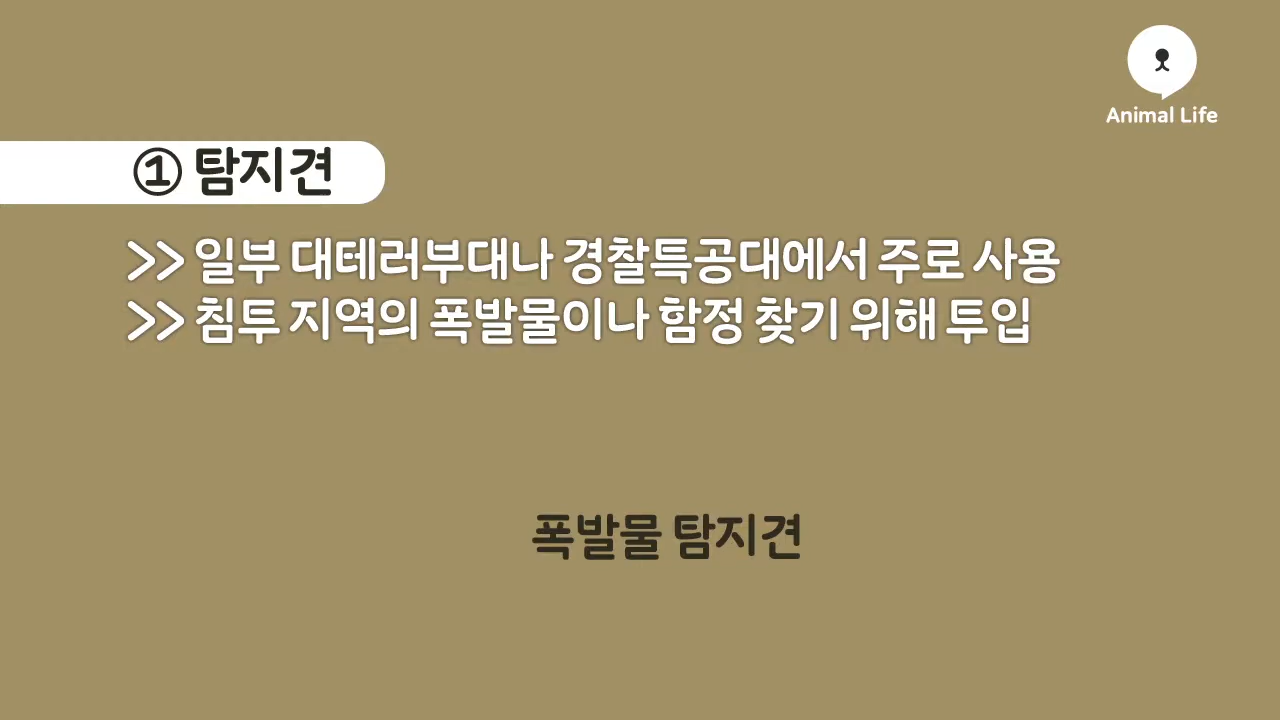 Animal Life
① 탐지견
>> 일부 대테러부대나 경찰특공대에서 주로 사용
>> 침투 지역의 폭발물이나 함정 찾기 위해 투입
폭발물 탐지견